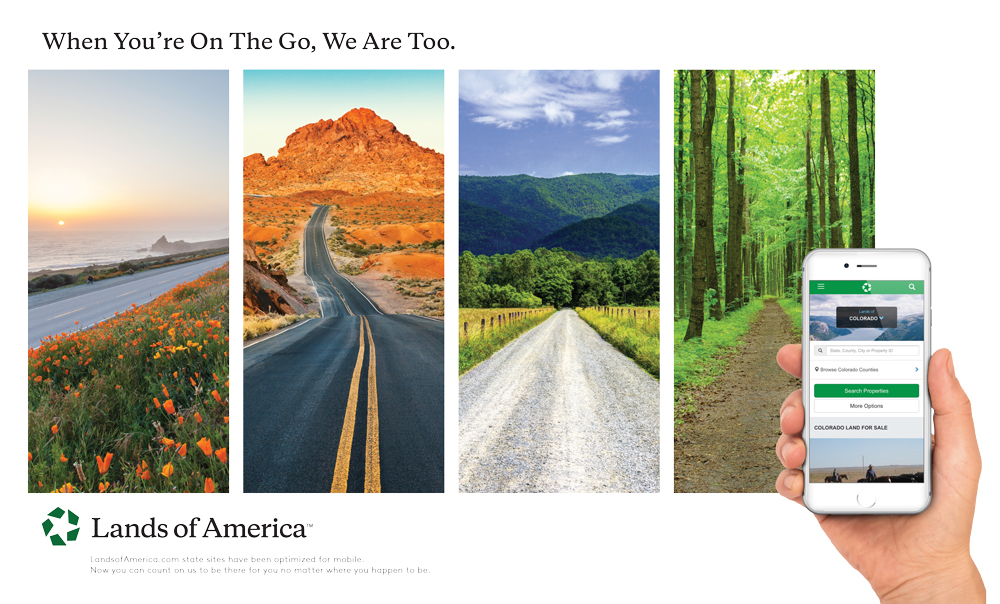 When You're On The Go, We Are Too.
Lands of
COLORADO
State, County, City or Property ID
Browse Colorado Counties
Search Properties
More Options
COLORADO LAND FOR SALE
Lands of America™
LandsofAmerica.com state sites have been optimized for mobile.
Now you can count on us to be there for you no matter where you happen to be.